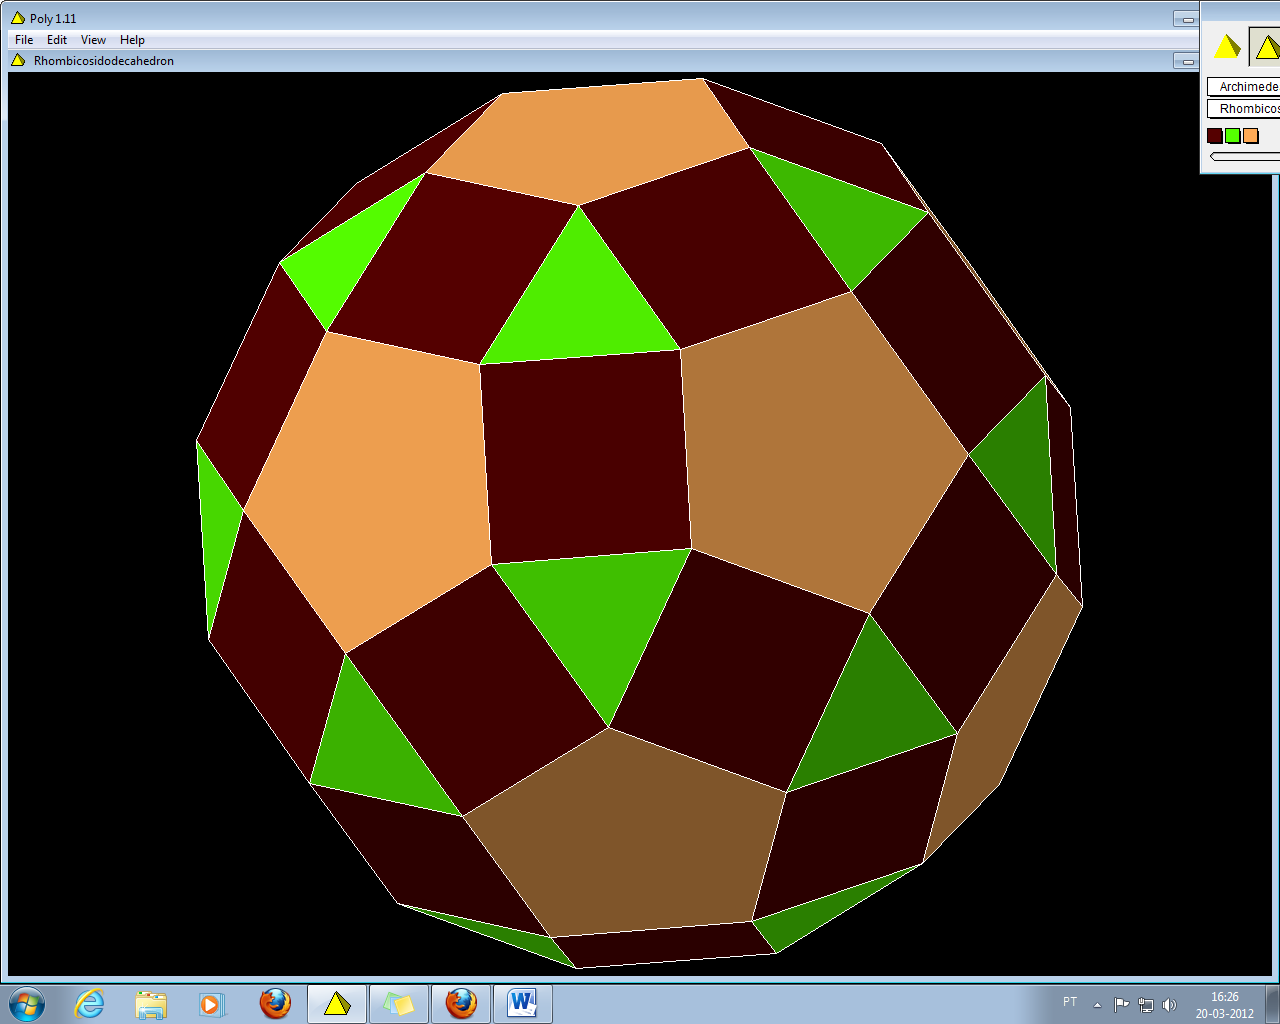 Poly 1.11
File Edit View Help
Rhombicosidodecahedron
Archimede
Rhombicos
PT
16:26
20-03-2012